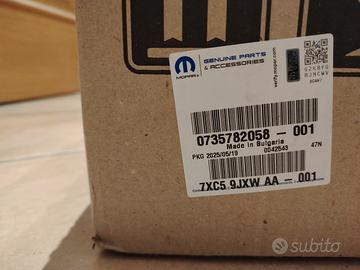 mopar
GENUINE PARTS
& ACCESSORIES
verify.mopar.com
SCAN!
0735782058 - 001
Made in Bulgaria
PKG 2025/05/19
0042543
47N
7XC5 9JXW AA - 001
subito